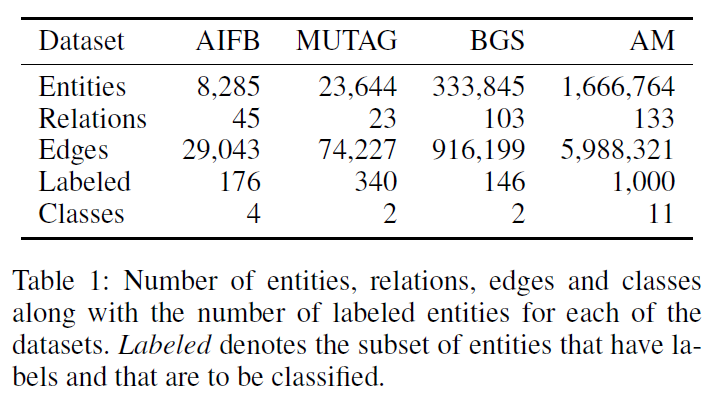 Dataset AIFB MUTAG BGS AM
Entities 8,285 23,644 333,845 1,666,764
Relations 45 23 103 133
Edges 29,043 74,227 916,199 5,988,321
Labeled 176 340 146 1,000
Classes 4 2 2 11
Table 1: Number of entities, relations, edges and classes
along with the number of labeled entities for each of the
datasets. Labeled denotes the subset of entities that have la-
bels and that are to be classified.